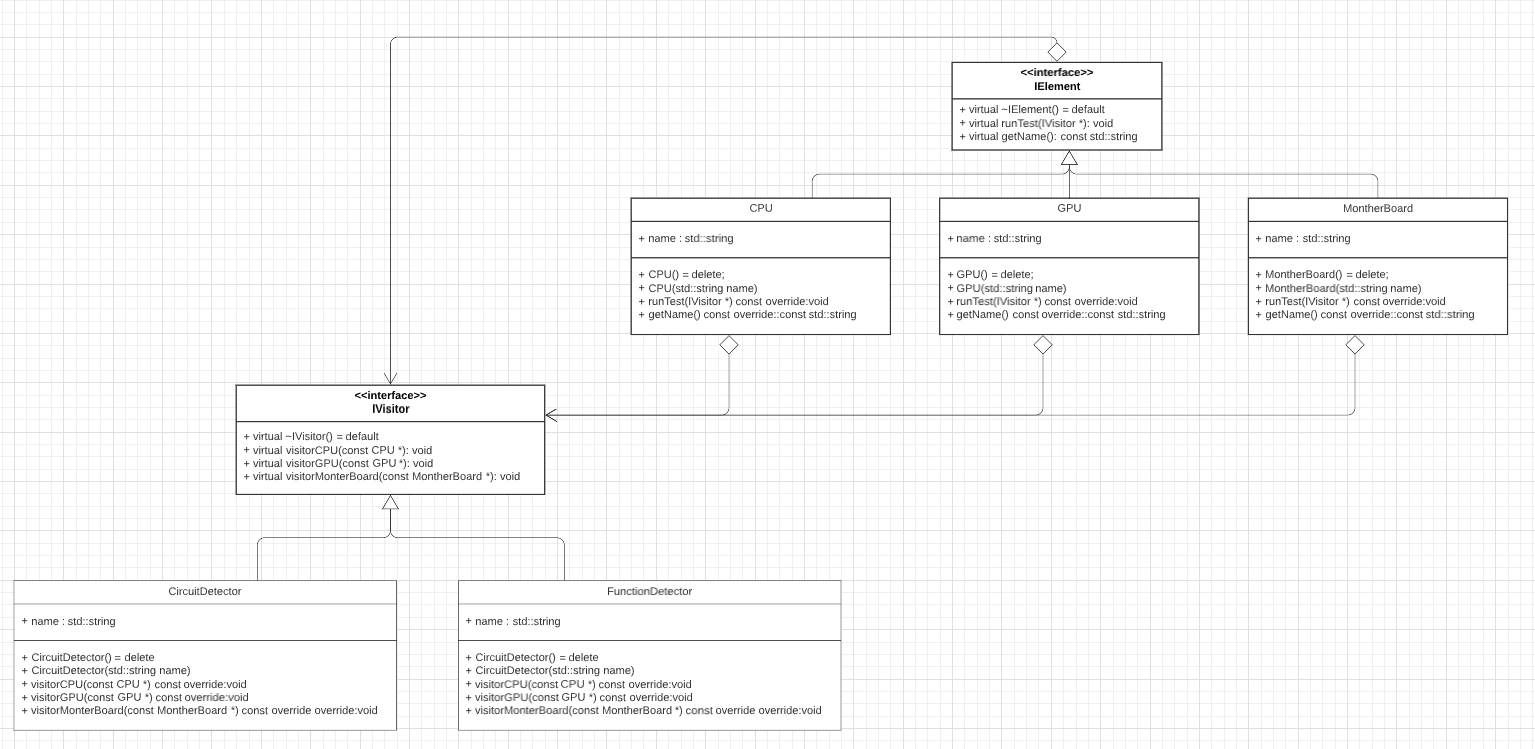 <<interface>>
IElement
+ virtual ~IElement() = default
+ virtual runTest(IVisitor *): void
+ virtual getName(): const std::string
CPU
+ name : std::string
+ CPU() = delete;
+ CPU(std::string name)
+ runTest(IVisitor *) const override:void
+ getName() const override::const std::string
GPU
+ name : std::string
+ GPU() = delete;
+ GPU(std::string name)
+ runTest(IVisitor *) const override:void
+ getName() const override::const std::string
MontherBoard
+ name : std::string
+ MontherBoard() = delete;
+ MontherBoard(std::string name)
+ runTest(IVisitor *) const override:void
+ getName() const override::const std::string
<<interface>>
IVisitor
+ virtual ~IVisitor() = default
+ virtual visitorCPU(const CPU *): void
+ virtual visitorGPU(const GPU *): void
+ virtual visitorMonterBoard(const MontherBoard *): void
CircuitDetector
+ name : std::string
+ CircuitDetector() = delete
+ CircuitDetector(std::string name)
+ visitorCPU(const CPU *) const override:void
+ visitorGPU(const GPU *) const override:void
+ visitorMonterBoard(const MontherBoard *) const override override:void
FunctionDetector
+ name : std::string
+ CircuitDetector() = delete
+ CircuitDetector(std::string name)
+ visitorCPU(const CPU *) const override:void
+ visitorGPU(const GPU *) const override:void
+ visitorMonterBoard(const MontherBoard *) const override override:void